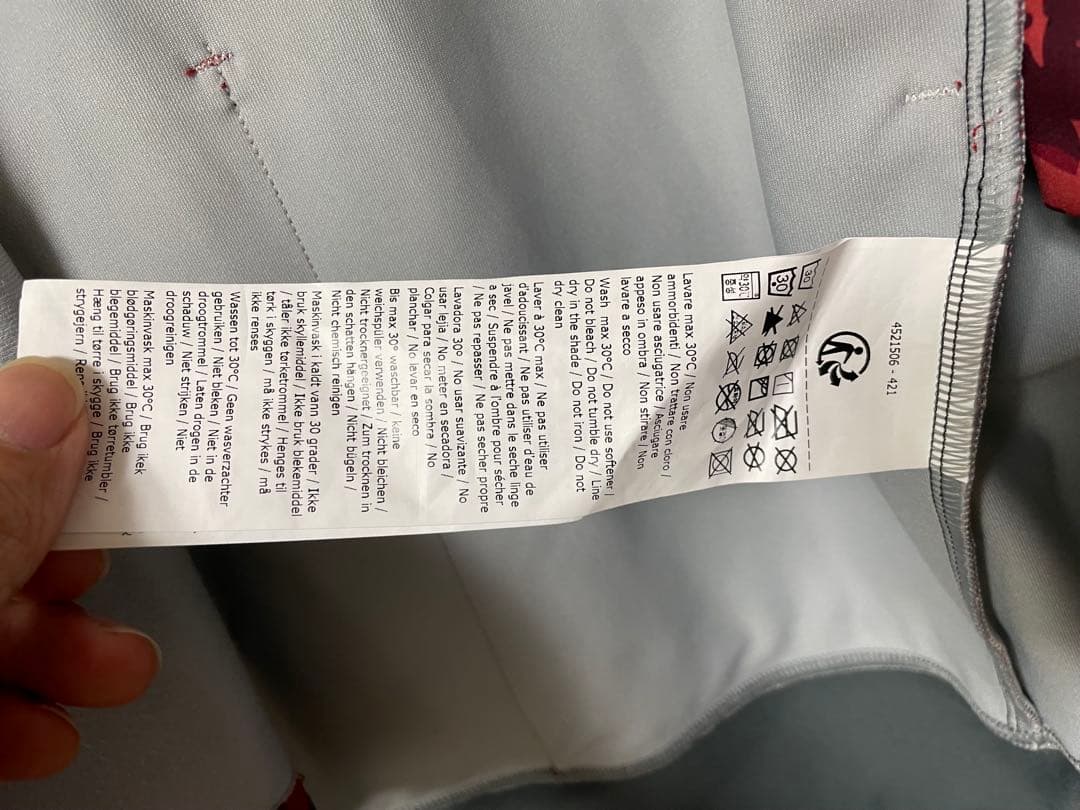 4521506 - 421
30
30
Lavare max 30°C / Non usare
ammorbidenti / Non trattare con cloro /
Non usare asciugatrice / Asciugare
appeso in ombra / Non stirare / Non
lavare a secco
Wash max 30°C / Do not use softener /
Do not bleach / Do not tumble dry / Line
dry in the shade / Do not iron / Do not
dry clean
Laver à 30°C max / Ne pas utiliser
d'adoucissant / Ne pas utiliser d'eau de
javel / Ne pas mettre dans le seche linge
/ Ne pas repasser / Ne pas sécher propre
a sec / Suspendre à l'ombre pour sécher
Lavadora 30° / No usar suavizante / No
usar lejia / No meter en secadora /
Colgar para secar la sombra / No
planchar / No lavar en seco
Bis max 30° waschbar / keine
weichspüler verwenden / Nicht bleichen /
Nicht trocknergeeignet / Zum trocknen in
den schatten hängen / Nicht bügeln /
Nicht chemisch reinigen
Maskinvask i kaldt vann 30 grader / Ikke
bruk skyllemiddel / Ikke bruk blekemiddel
/ tåler ikke tørketrommel / Henges til
tørk i skyggen / må ikke strykes / må
ikke renses
Wassen tot 30°C / Geen wasverzachter
gebruiken / Niet bleken / Niet in de
droogtrommel / Laten drogen in de
schaduw / Niet strijken / Niet
droogreinigen
Maskinvask max 30°C / Brug ikek
blødgøringsmiddel / Brug ikke
blegemiddel / Brug ikke tørretumbler /
Hæng til tørre i skygge / Brug ikke
strygejern /